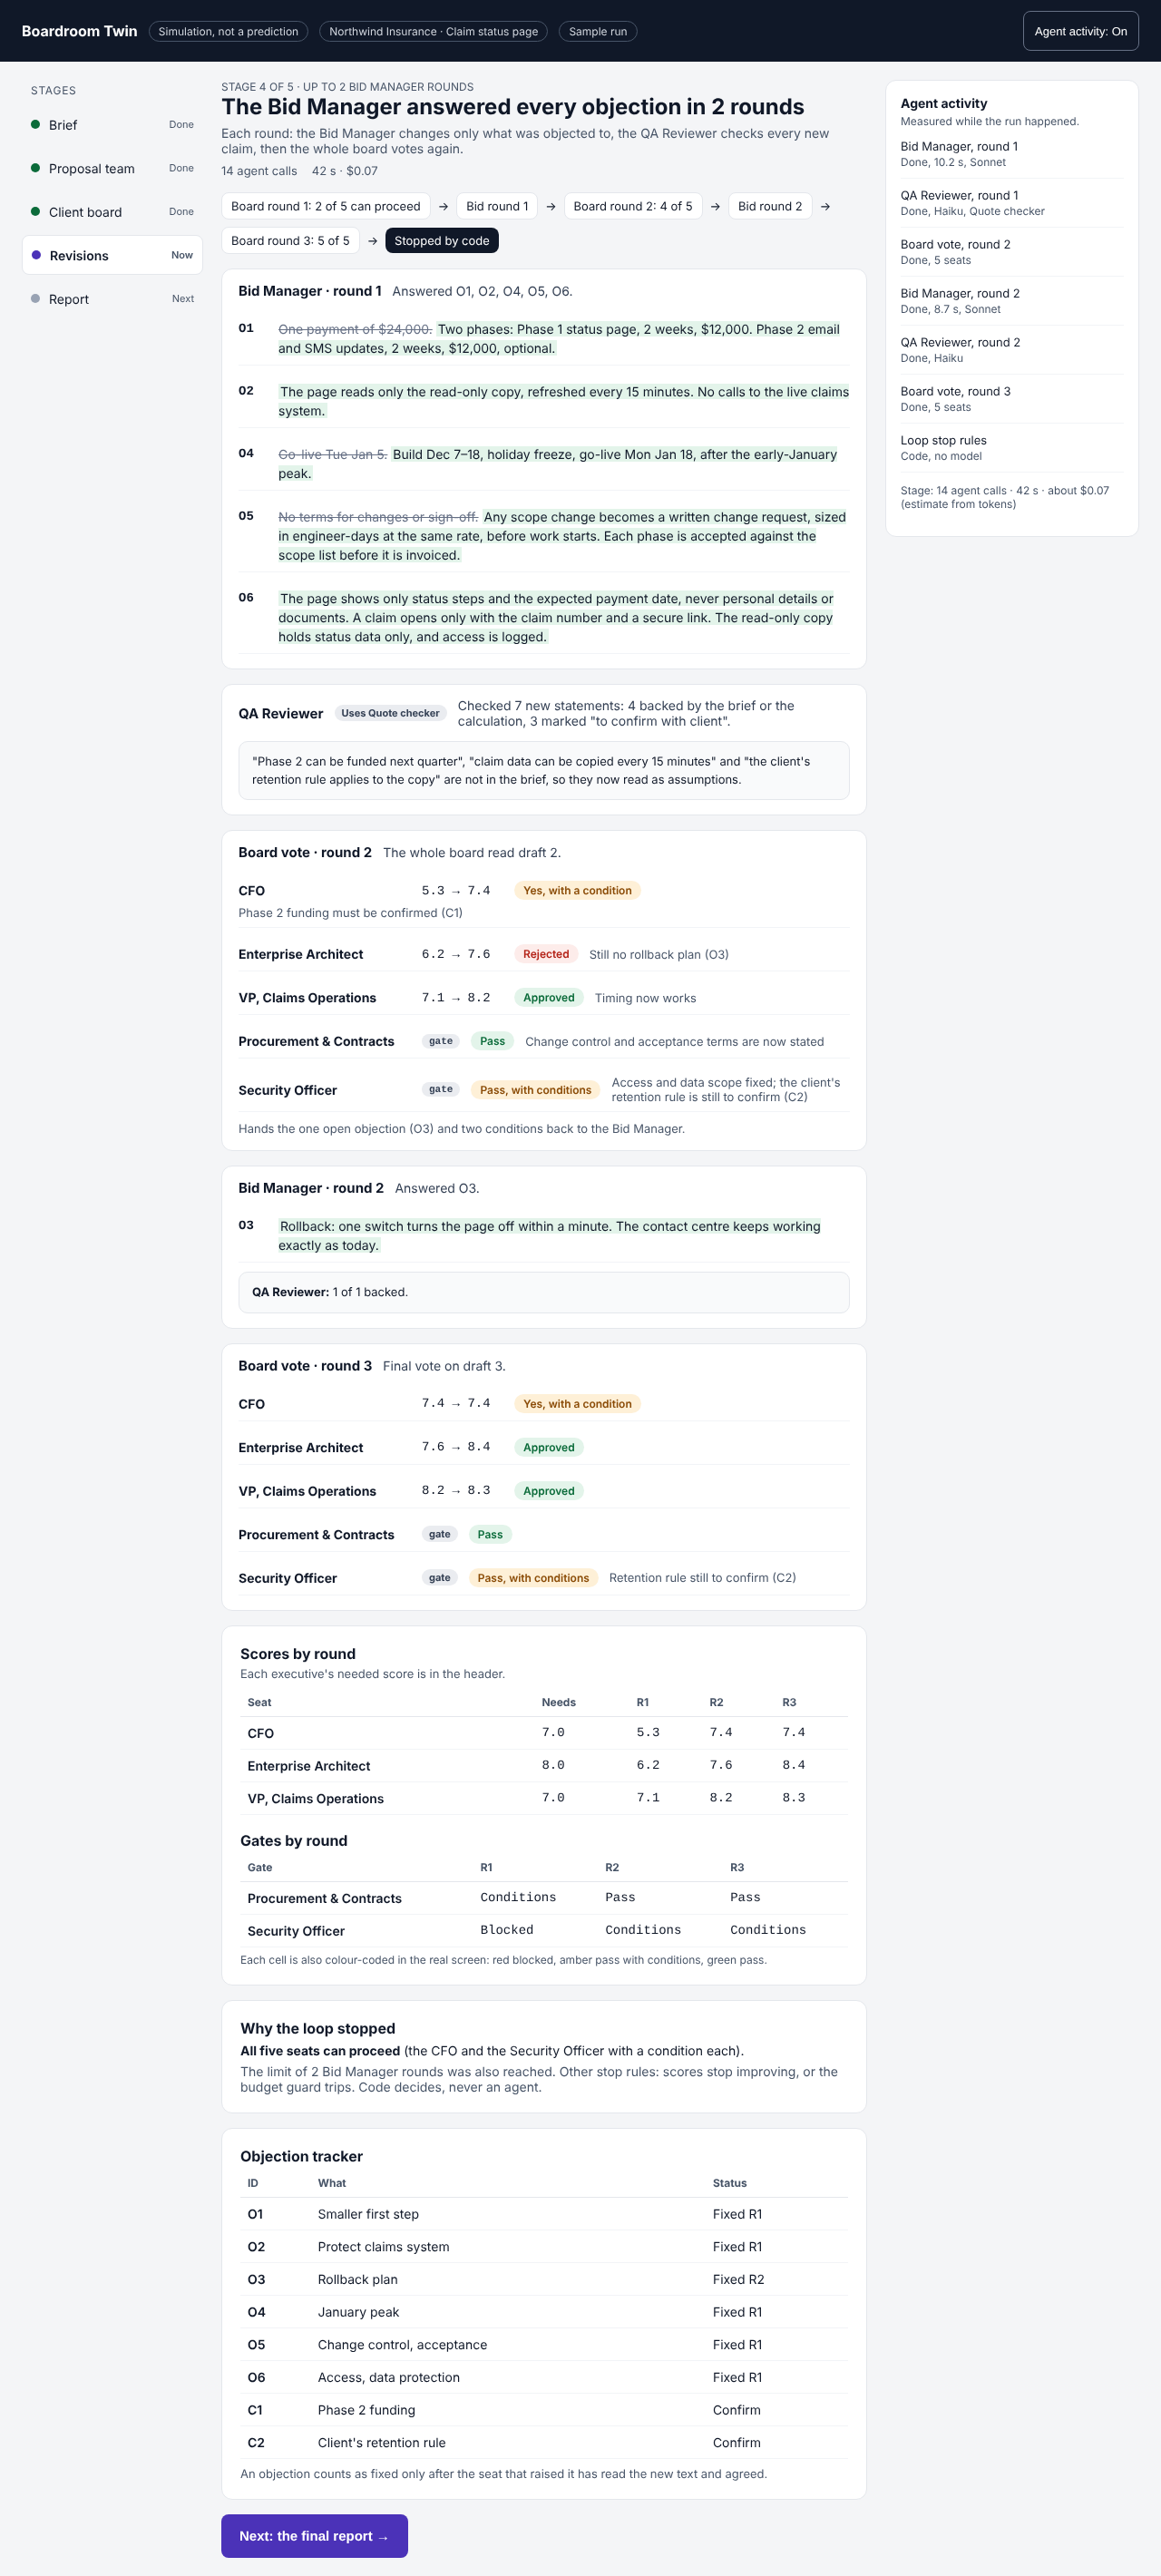 Boardroom Twin
Simulation, not a prediction
Northwind Insurance · Claim status page
Sample run
Agent activity: On
STAGES
Brief Done
Proposal team Done
Client board Done
Revisions Now
Report Next
STAGE 4 OF 5 · UP TO 2 BID MANAGER ROUNDS
The Bid Manager answered every objection in 2 rounds
Each round: the Bid Manager changes only what was objected to, the QA Reviewer checks every new
claim, then the whole board votes again.
14 agent calls 42 s · $0.07
Board round 1: 2 of 5 can proceed → Bid round 1 → Board round 2: 4 of 5 → Bid round 2 →
Board round 3: 5 of 5 → Stopped by code
Bid Manager · round 1 Answered O1, O2, O4, O5, O6.
01 One payment of $24,000. Two phases: Phase 1 status page, 2 weeks, $12,000. Phase 2 email
and SMS updates, 2 weeks, $12,000, optional.
02 The page reads only the read-only copy, refreshed every 15 minutes. No calls to the live claims
system.
04 Go-live Tue Jan 5. Build Dec 7–18, holiday freeze, go-live Mon Jan 18, after the early-January
peak.
05 No terms for changes or sign-off. Any scope change becomes a written change request, sized
in engineer-days at the same rate, before work starts. Each phase is accepted against the
scope list before it is invoiced.
06 The page shows only status steps and the expected payment date, never personal details or
documents. A claim opens only with the claim number and a secure link. The read-only copy
holds status data only, and access is logged.
QA Reviewer Uses Quote checker Checked 7 new statements: 4 backed by the brief or the
calculation, 3 marked "to confirm with client".
"Phase 2 can be funded next quarter", "claim data can be copied every 15 minutes" and "the client's
retention rule applies to the copy" are not in the brief, so they now read as assumptions.
Board vote · round 2 The whole board read draft 2.
CFO 5.3 → 7.4 Yes, with a condition
Phase 2 funding must be confirmed (C1)
Enterprise Architect 6.2 → 7.6 Rejected Still no rollback plan (O3)
VP, Claims Operations 7.1 → 8.2 Approved Timing now works
Procurement & Contracts gate Pass Change control and acceptance terms are now stated
Security Officer gate Pass, with conditions Access and data scope fixed; the client's
retention rule is still to confirm (C2)
Hands the one open objection (O3) and two conditions back to the Bid Manager.
Bid Manager · round 2 Answered O3.
03 Rollback: one switch turns the page off within a minute. The contact centre keeps working
exactly as today.
QA Reviewer: 1 of 1 backed.
Board vote · round 3 Final vote on draft 3.
CFO 7.4 → 7.4 Yes, with a condition
Enterprise Architect 7.6 → 8.4 Approved
VP, Claims Operations 8.2 → 8.3 Approved
Procurement & Contracts gate Pass
Security Officer gate Pass, with conditions Retention rule still to confirm (C2)
Scores by round
Each executive's needed score is in the header.
Seat Needs R1 R2 R3
CFO 7.0 5.3 7.4 7.4
Enterprise Architect 8.0 6.2 7.6 8.4
VP, Claims Operations 7.0 7.1 8.2 8.3
Gates by round
Gate R1 R2 R3
Procurement & Contracts Conditions Pass Pass
Security Officer Blocked Conditions Conditions
Each cell is also colour-coded in the real screen: red blocked, amber pass with conditions, green pass.
Why the loop stopped
All five seats can proceed (the CFO and the Security Officer with a condition each).
The limit of 2 Bid Manager rounds was also reached. Other stop rules: scores stop improving, or the
budget guard trips. Code decides, never an agent.
Objection tracker
ID What Status
O1 Smaller first step Fixed R1
O2 Protect claims system Fixed R1
O3 Rollback plan Fixed R2
O4 January peak Fixed R1
O5 Change control, acceptance Fixed R1
O6 Access, data protection Fixed R1
C1 Phase 2 funding Confirm
C2 Client's retention rule Confirm
An objection counts as fixed only after the seat that raised it has read the new text and agreed.
Next: the final report →
Agent activity
Measured while the run happened.
Bid Manager, round 1
Done, 10.2 s, Sonnet
QA Reviewer, round 1
Done, Haiku, Quote checker
Board vote, round 2
Done, 5 seats
Bid Manager, round 2
Done, 8.7 s, Sonnet
QA Reviewer, round 2
Done, Haiku
Board vote, round 3
Done, 5 seats
Loop stop rules
Code, no model
Stage: 14 agent calls · 42 s · about $0.07
(estimate from tokens)